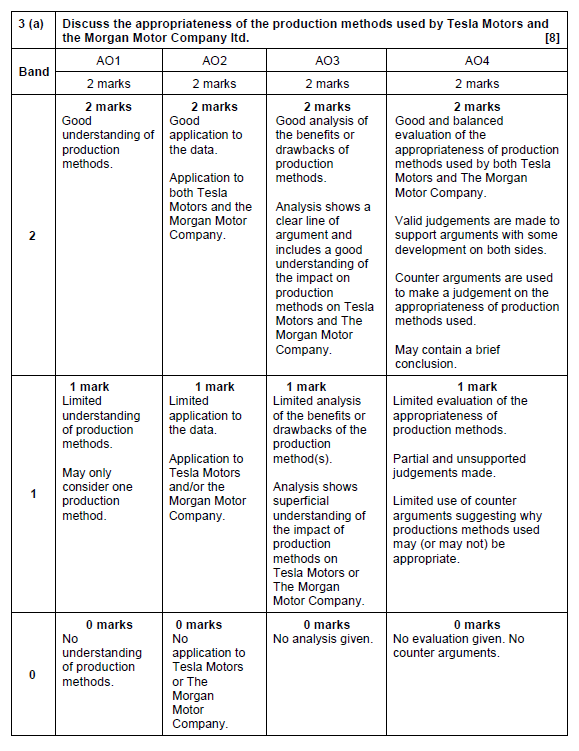 3 (a)
Discuss the appropriateness of the production methods used by Tesla Motors and
the Morgan Motor Company ltd. [8]
Band
AO1
AO2
AO3
AO4
2 marks
2 marks
2 marks
2 marks
2
2 marks
Good
understanding of
production
methods.
2 marks
Good
application to
the data.
Application to
both Tesla
Motors and the
Morgan Motor
Company.
2 marks
Good analysis of
the benefits or
drawbacks of
production
methods.
Analysis shows a
clear line of
argument and
includes a good
understanding of
the impact on
production
methods on Tesla
Motors and The
Morgan Motor
Company.
2 marks
Good and balanced
evaluation of the
appropriateness of production
methods used by both Tesla
Motors and The Morgan
Motor Company.
Valid judgements are made to
support arguments with some
development on both sides.
Counter arguments are used
to make a judgement on the
appropriateness of production
methods used.
May contain a brief
conclusion.
1
1 mark
Limited
understanding
of production
methods.
May only
consider one
production
method.
1 mark
Limited
application to
the data.
Application to
Tesla Motors
and/or the
Morgan Motor
Company.
1 mark
Limited analysis
of the benefits or
drawbacks of the
production
method(s).
Analysis shows
superficial
understanding of
the impact of
production
methods on
Tesla Motors or
The Morgan
Motor Company.
1 mark
Limited evaluation of the
appropriateness of
production methods.
Partial and unsupported
judgements made.
Limited use of counter
arguments suggesting why
productions methods used
may (or may not) be
appropriate.
0
0 marks
No
understanding
of production
methods.
0 marks
No
application to
Tesla Motors
or The
Morgan
Motor
Company.
0 marks
No analysis given.
0 marks
No evaluation given. No
counter arguments.